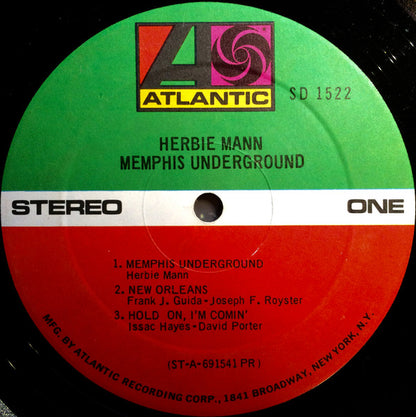 ATLANTIC
SD 1522
HERBIE MANN
MEMPHIS UNDERGROUND
STEREO ONE
1. MEMPHIS UNDERGROUND
Herbie Mann
2. NEW ORLEANS
Frank J. Guida-Joseph F. Royster
3. HOLD ON, I'M COMIN'
Issac Hayes-David Porter
(ST-A-691541 PR)
MFG. BY ATLANTIC RECORDING CORP., 1841 BROADWAY, NEW YORK, N.Y.